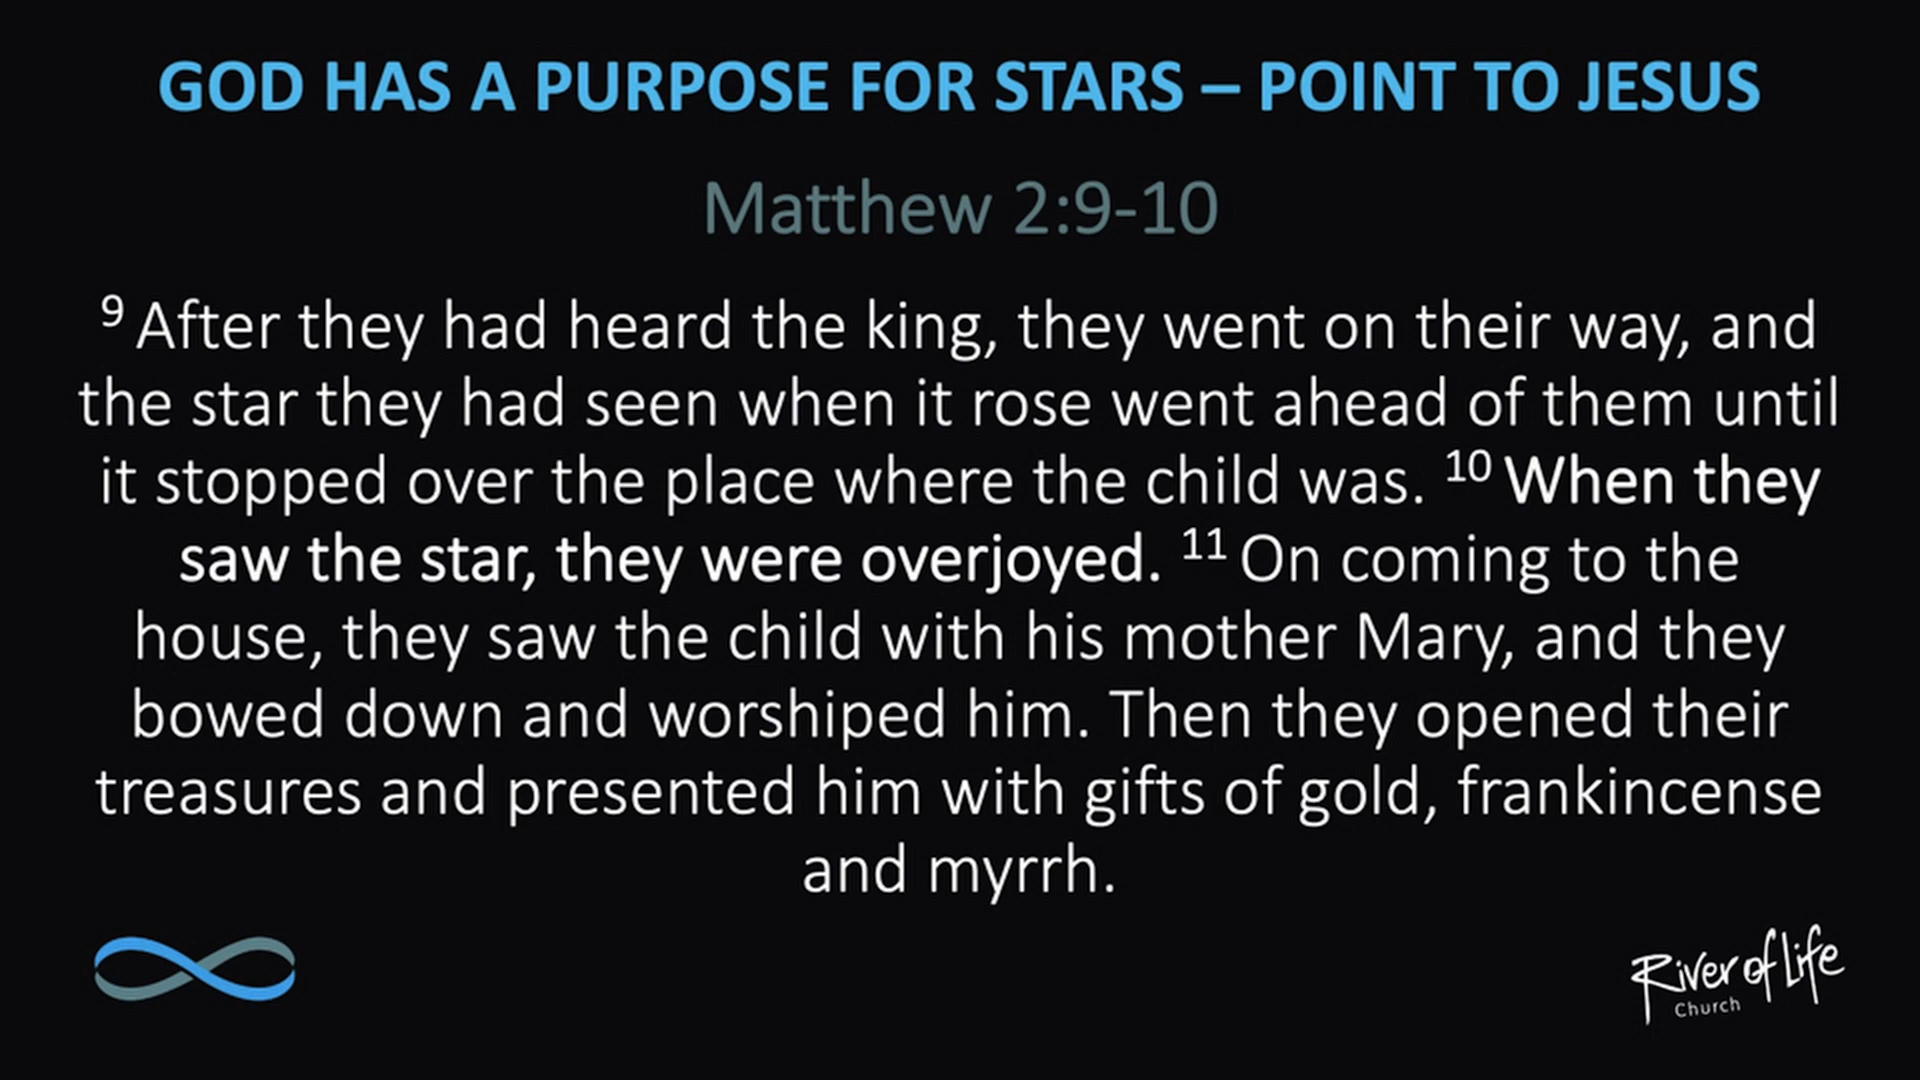 GOD HAS A PURPOSE FOR STARS – POINT TO JESUS
Matthew 2:9-10
9 After they had heard the king, they went on their way, and
the star they had seen when it rose went ahead of them until
it stopped over the place where the child was. 10 When they
saw the star, they were overjoyed. 11 On coming to the
house, they saw the child with his mother Mary, and they
bowed down and worshiped him. Then they opened their
treasures and presented him with gifts of gold, frankincense
and myrrh.
River of Life
Church